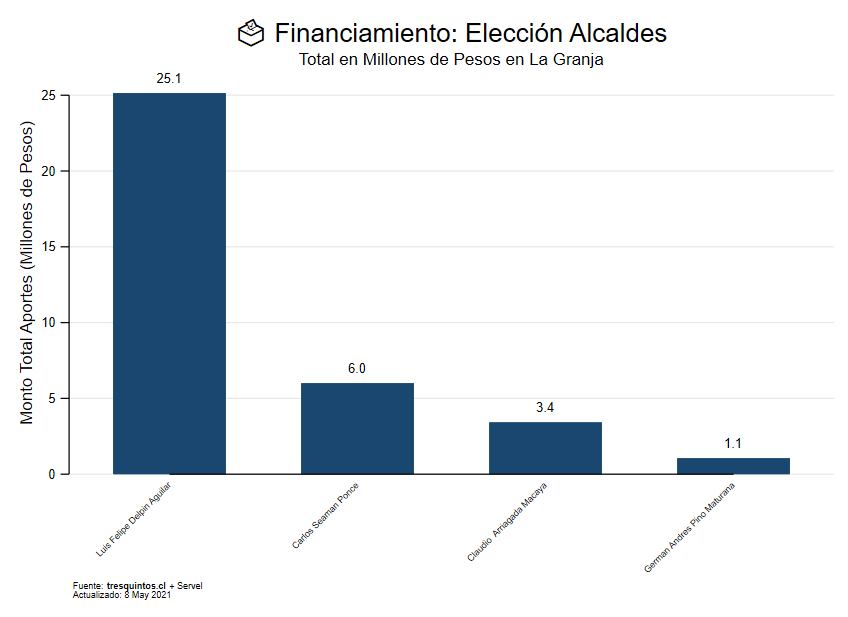 Financiamiento: Elección Alcaldes
Total en Millones de Pesos en La Granja
Monto Total Aportes (Millones de Pesos)
25
20
15
10
5
0
25.1
6.0
3.4
1.1
Luis Felipe Delpin Aguilar
Carlos Seaman Ponce
Claudio Arriagada Macaya
German Andres Pino Maturana
Fuente: tresquintos.cl + Servel
Actualizado: 8 May 2021